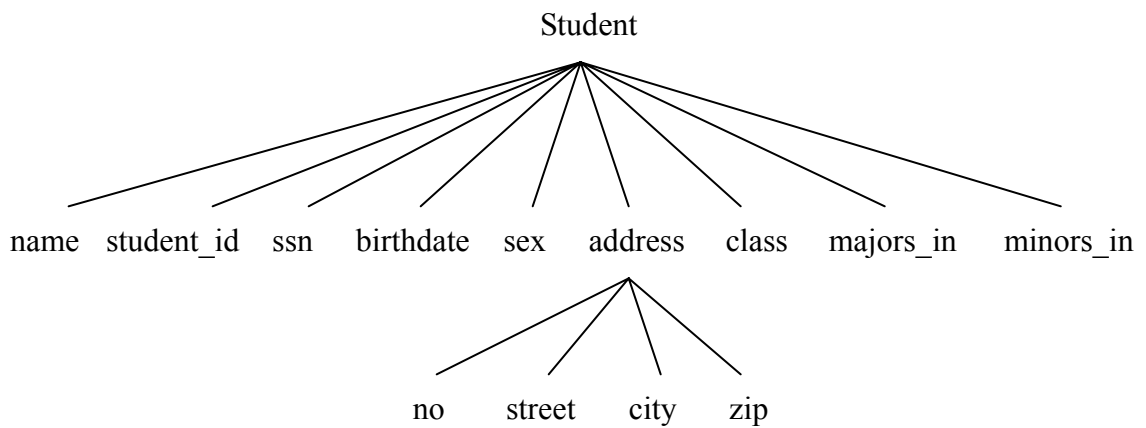 Student
name student_id ssn birthdate sex address class majors_in minors_in
no street city zip